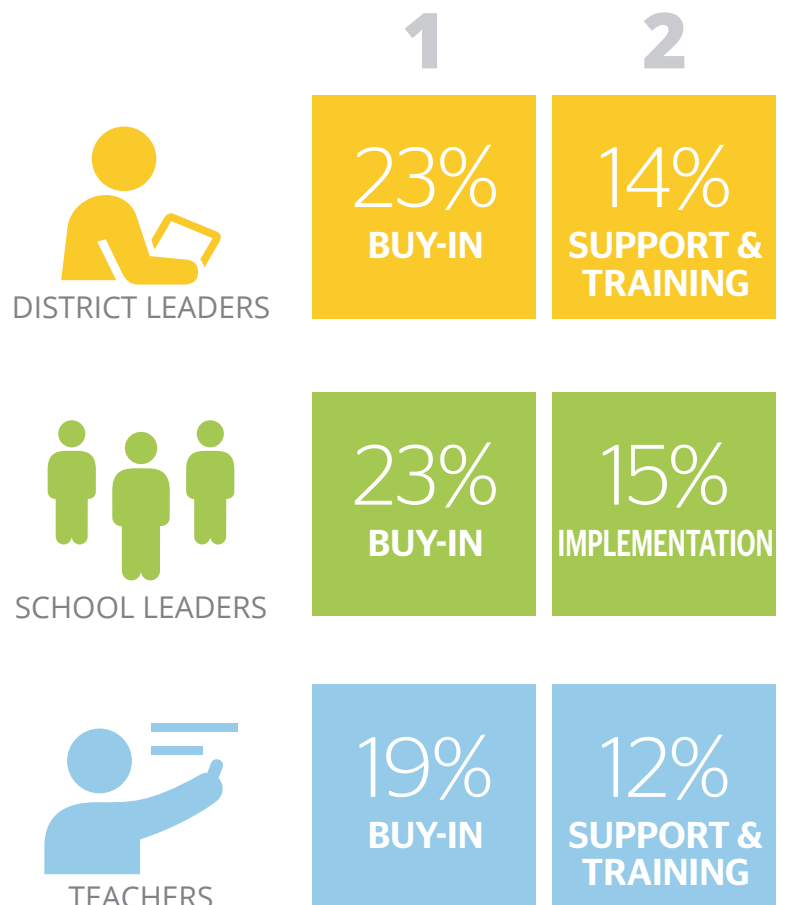 1
2
23%
BUY-IN
14%
SUPPORT &
TRAINING
DISTRICT LEADERS
23%
BUY-IN
15%
IMPLEMENTATION
SCHOOL LEADERS
19%
BUY-IN
12%
SUPPORT &
TRAINING
TEACHERS